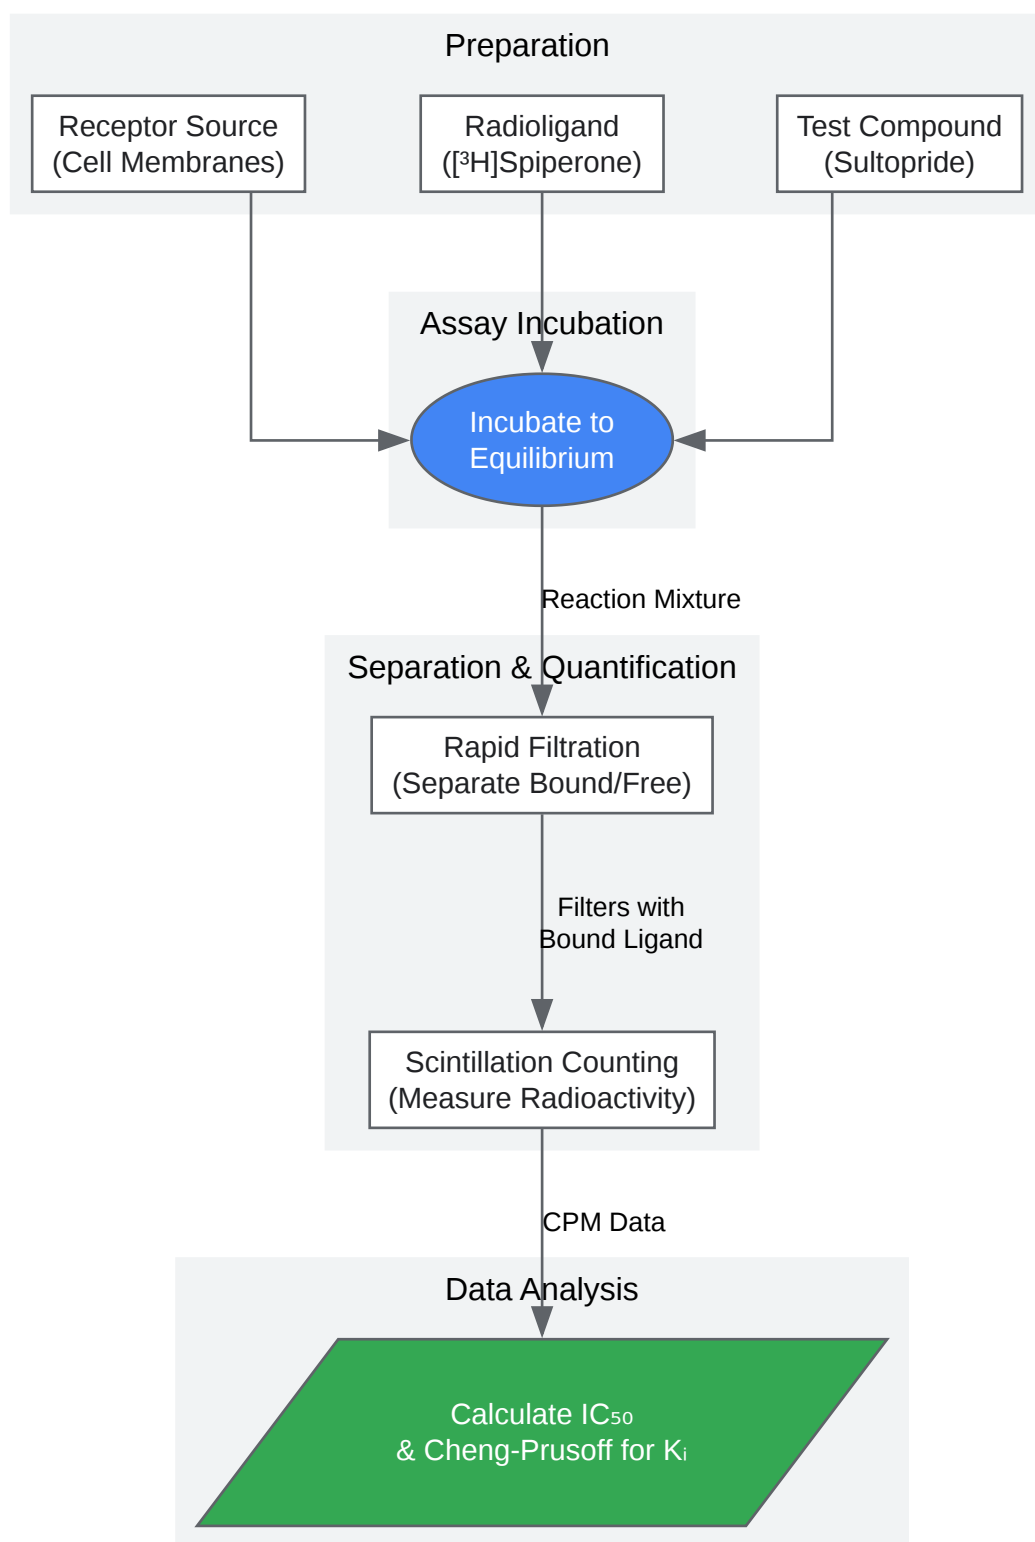 Preparation
Receptor Source
(Cell Membranes)
Radioligand
([³H]Spiperone)
Test Compound
(Sultopride)
Assay Incubation
Incubate to
Equilibrium
Reaction Mixture
Separation & Quantification
Rapid Filtration
(Separate Bound/Free)
Filters with
Bound Ligand
Scintillation Counting
(Measure Radioactivity)
CPM Data
Data Analysis
Calculate IC₅₀
& Cheng-Prusoff for Kᵢ